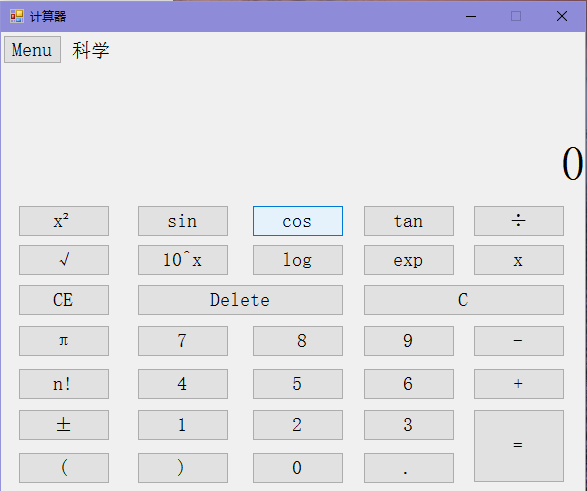 计算器
Menu 科学
0
x² sin cos tan ÷
√ 10^x log exp x
CE Delete C
π 7 8 9 -
n! 4 5 6 +
± 1 2 3 =
( ) 0 .